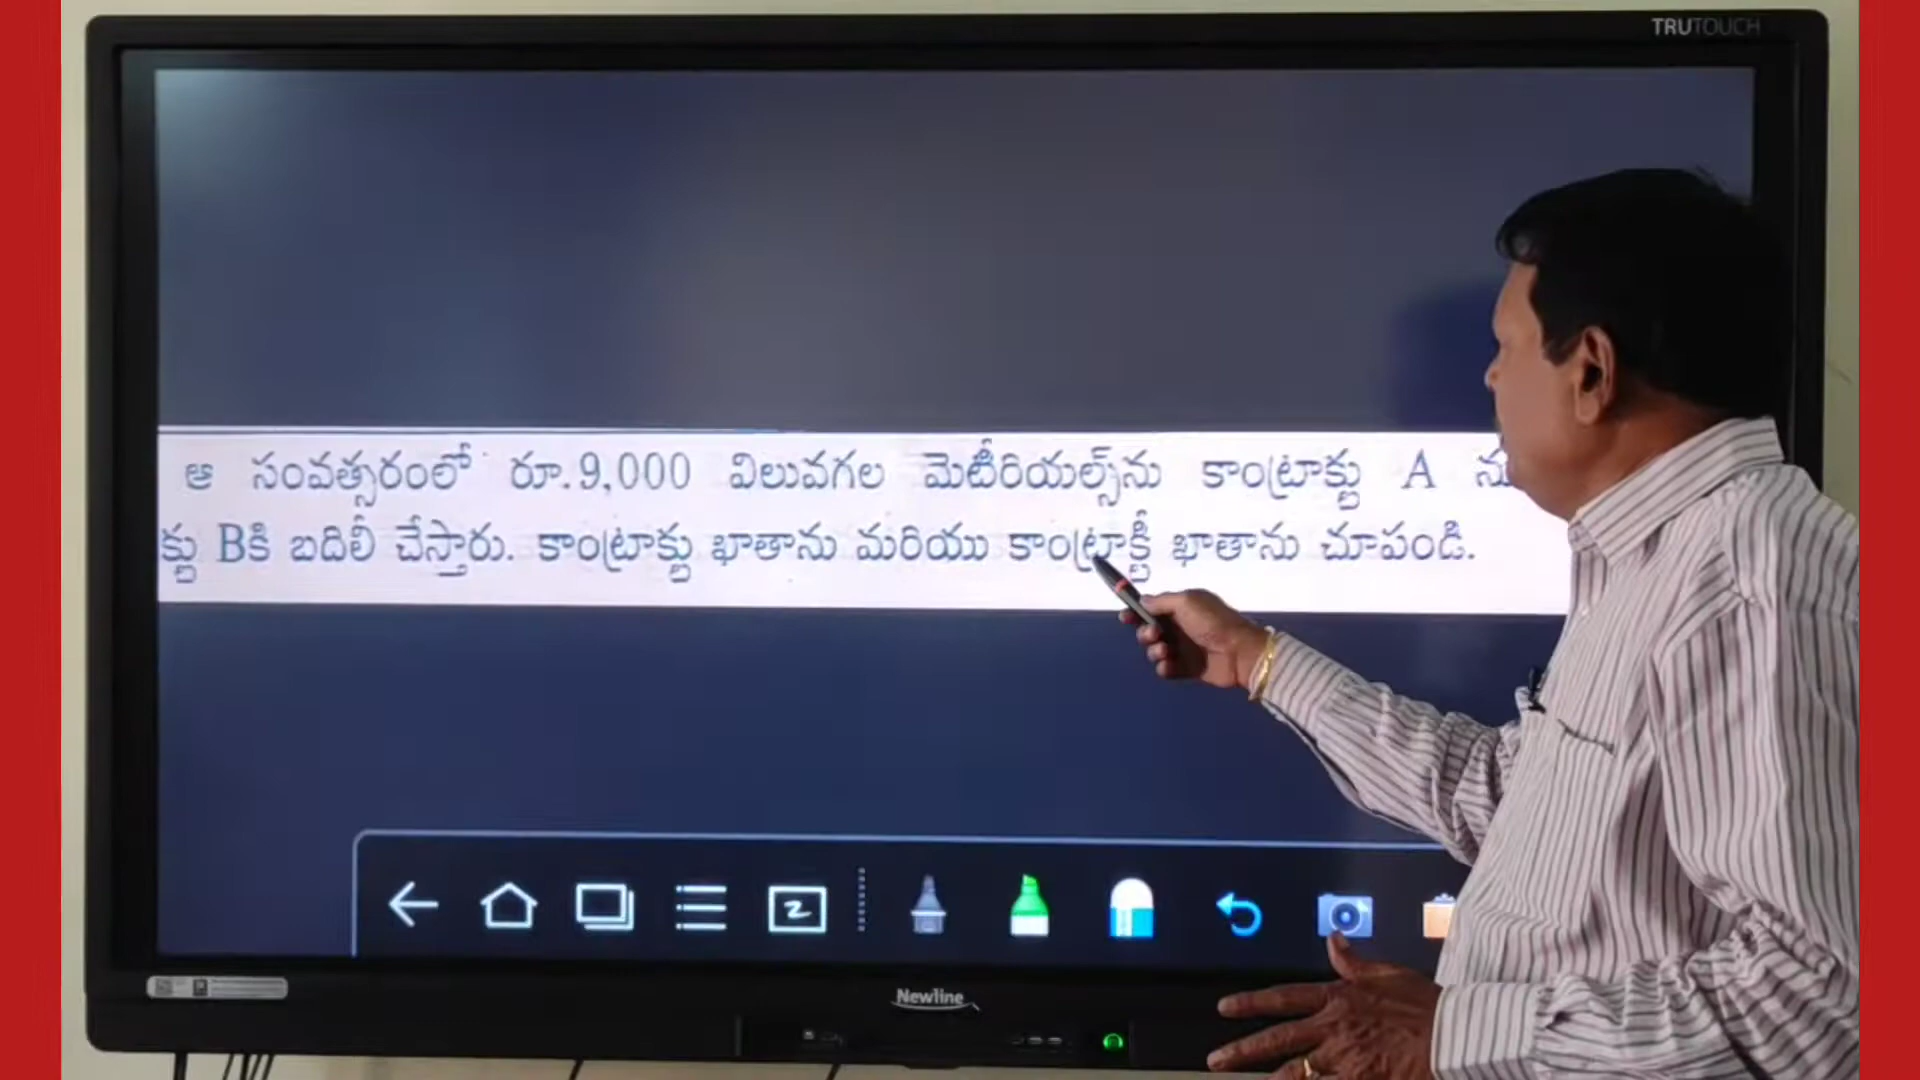 TRUTOUCH
ఆ సంవత్సరంలో రూ.9,000 విలువగల మెటీరియల్స్‌ను కాంట్రాక్టు A ను
క్టు Bకి బదిలీ చేస్తారు. కాంట్రాక్టు ఖాతాను మరియు కాంట్రాక్టీ ఖాతాను చూపండి.
Newline